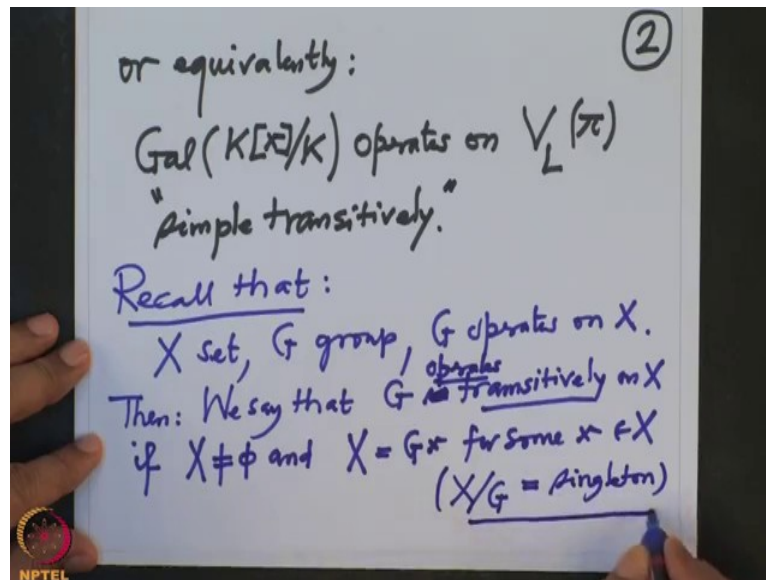 2
or equivalently:
Gal(K[x]/K) operates on V_L(π)
"simple transitively."
Recall that:
X set, G group, G operates on X.
Then: We say that G operates transitively on X
if X ≠ φ and X = Gx for some x ∈ X
(X/G = singleton)
NPTEL